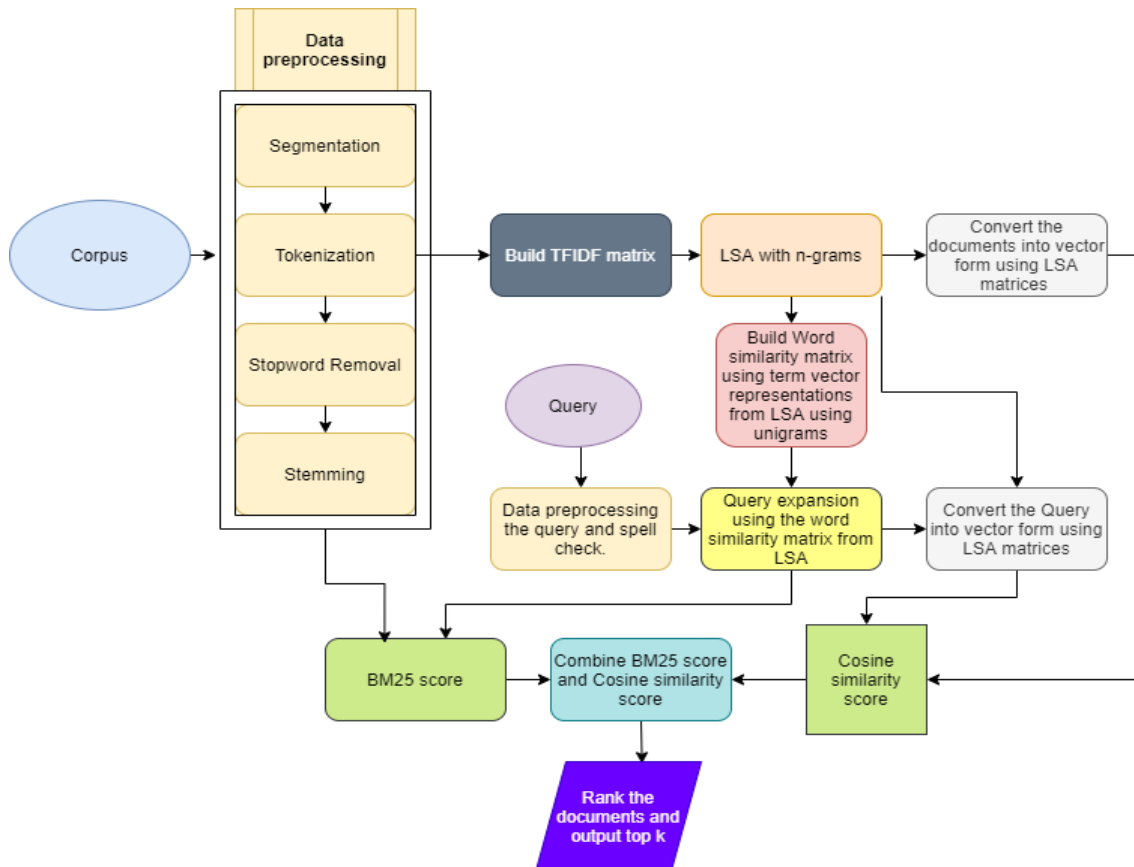 Data
preprocessing
Segmentation
Corpus
Tokenization
Build TFIDF matrix
LSA with n-grams
Convert the
documents into vector
form using LSA
matrices
Stopword Removal
Build Word
similarity matrix
using term vector
representations
from LSA using
unigrams
Query
Stemming
Data preprocessing
the query and spell
check.
Query expansion
using the word
similarity matrix from
LSA
Convert the Query
into vector form using
LSA matrices
BM25 score
Combine BM25 score
and Cosine similarity
score
Cosine
similarity
score
Rank the
documents and
output top k